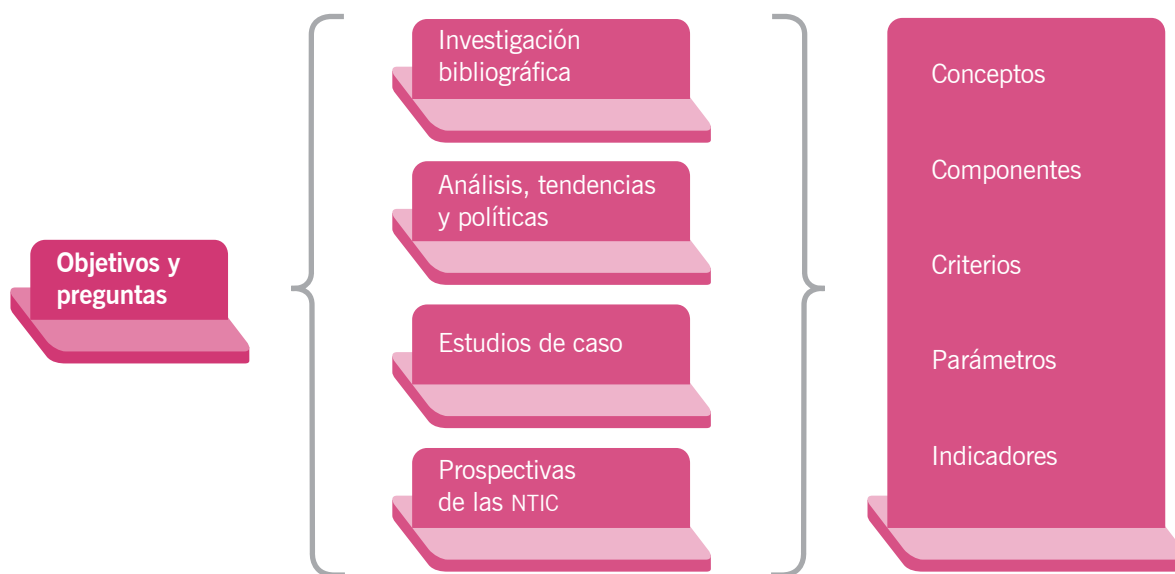 Objetivos y
preguntas
Investigación
bibliográfica
Análisis, tendencias
y políticas
Estudios de caso
Prospectivas
de las NTIC
Conceptos
Componentes
Criterios
Parámetros
Indicadores